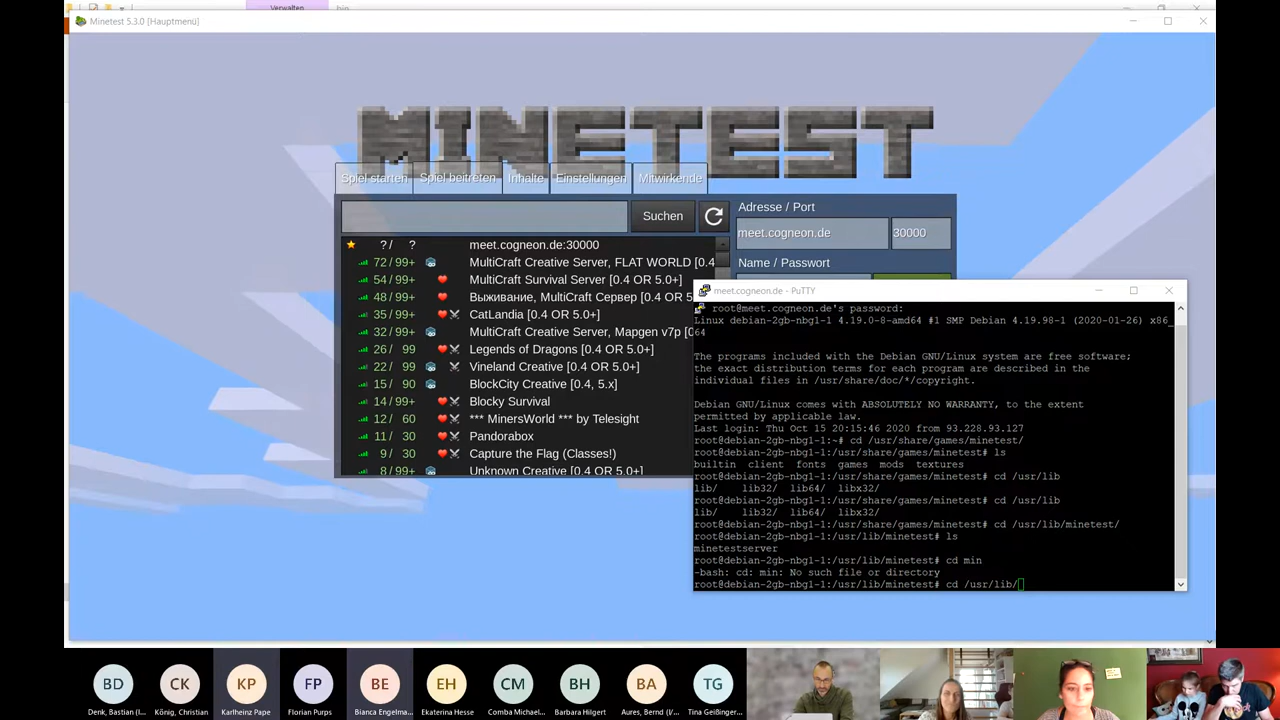 Verwalten
bin
Minetest 5.3.0 [Hauptmenü]
MINETEST
Spiel starten
Spiel beitreten
Inhalte
Einstellungen
Mitwirkende
Suchen
Adresse / Port
meet.cogneon.de
30000
Name / Passwort
? / ? meet.cogneon.de:30000
72 / 99+ MultiCraft Creative Server, FLAT WORLD [0.4
54 / 99+ MultiCraft Survival Server [0.4 OR 5.0+]
48 / 99+ Выживание, MultiCraft Сервер [0.4 OR 5.
35 / 99+ CatLandia [0.4 OR 5.0+]
32 / 99+ MultiCraft Creative Server, Mapgen v7p [0.
26 / 99 Legends of Dragons [0.4 OR 5.0+]
22 / 99 Vineland Creative [0.4 OR 5.0+]
15 / 90 BlockCity Creative [0.4, 5.x]
14 / 99+ Blocky Survival
12 / 60 *** MinersWorld *** by Telesight
11 / 30 Pandorabox
9 / 30 Capture the Flag (Classes!)
8 / 99+ Unknown Creative [0.4 OR 5.0+]
meet.cogneon.de - PuTTY
root@meet.cogneon.de's password:
Linux debian-2gb-nbg1-1 4.19.0-8-amd64 #1 SMP Debian 4.19.98-1 (2020-01-26) x86_
64
The programs included with the Debian GNU/Linux system are free software;
the exact distribution terms for each program are described in the
individual files in /usr/share/doc/*/copyright.
Debian GNU/Linux comes with ABSOLUTELY NO WARRANTY, to the extent
permitted by applicable law.
Last login: Thu Oct 15 20:15:46 2020 from 93.228.93.127
root@debian-2gb-nbg1-1:~# cd /usr/share/games/minetest/
root@debian-2gb-nbg1-1:/usr/share/games/minetest# ls
builtin client fonts games mods textures
root@debian-2gb-nbg1-1:/usr/share/games/minetest# cd /usr/lib
lib/ lib32/ lib64/ libx32/
root@debian-2gb-nbg1-1:/usr/share/games/minetest# cd /usr/lib
lib/ lib32/ lib64/ libx32/
root@debian-2gb-nbg1-1:/usr/share/games/minetest# cd /usr/lib/minetest/
root@debian-2gb-nbg1-1:/usr/lib/minetest# ls
minetestserver
root@debian-2gb-nbg1-1:/usr/lib/minetest# cd min
-bash: cd: min: No such file or directory
root@debian-2gb-nbg1-1:/usr/lib/minetest# cd /usr/lib/
BD CK KP FP BE EH CM BH BA TG
Denk, Bastian (I... König, Christian Karlheinz Pape Florian Purps Bianca Engelma... Ekaterina Hesse Comba Michael... Barbara Hilgert Aures, Bernd (I/... Tina Geißinger...